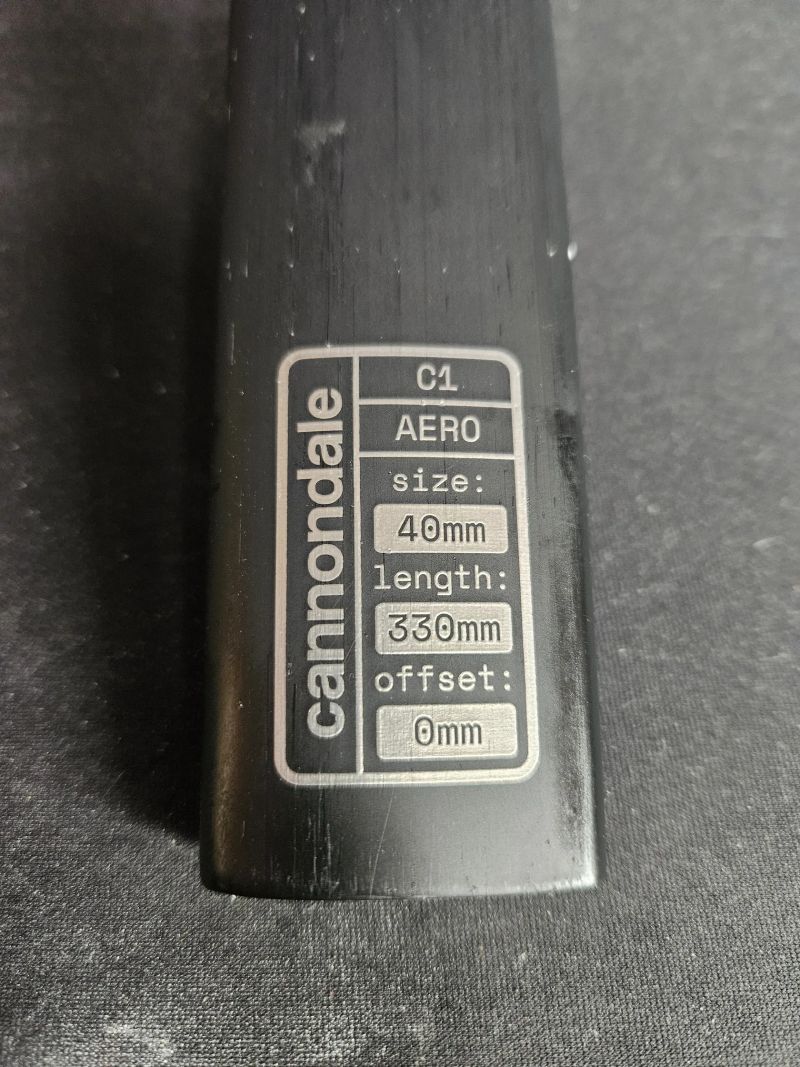 cannondale
C1
AERO
size:
40mm
length:
330mm
offset:
0mm